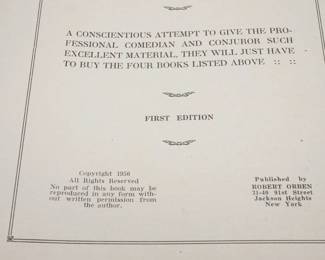 A CONSCIENTIOUS ATTEMPT TO GIVE THE PRO-
FESSIONAL COMEDIAN AND CONJUROR SUCH
EXCELLENT MATERIAL, THEY WILL JUST HAVE
TO BUY THE FOUR BOOKS LISTED ABOVE :: ::
FIRST EDITION
Copyright 1956
All Rights Reserved
No part of this book may be
reproduced in any form with-
out written permission from
the author.
Published by
ROBERT ORBEN
73-40 91st Street
Jackson Heights
New York